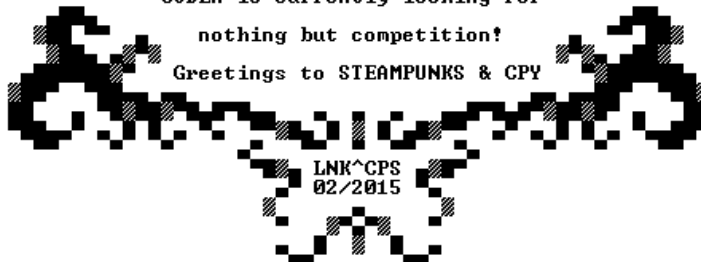 nothing but competition!
Greetings to STEAMPUNKS & CPY
LNK^CPS
02/2015